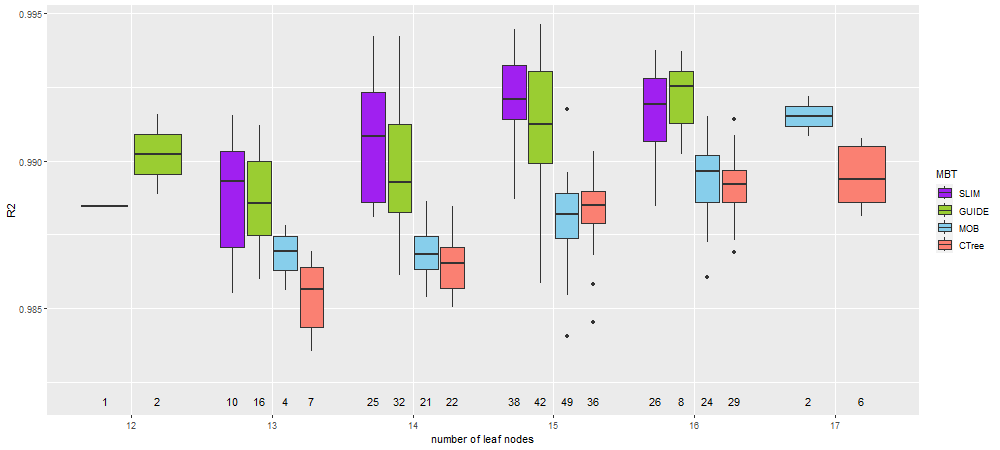 0.995
0.990
0.985
R2
1 2 10 16 4 7 25 32 21 22 38 42 49 36 26 8 24 29 2 6
12 13 14 15 16 17
number of leaf nodes
MBT
SLIM
GUIDE
MOB
CTree